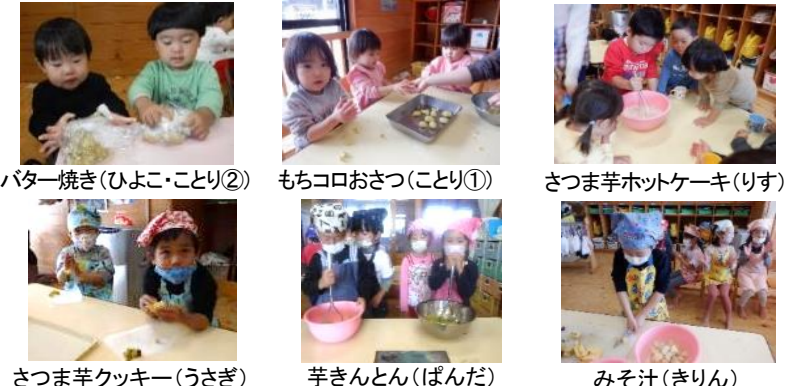 バター焼き（ひよこ・ことり②）
もちコロおさつ（ことり①）
さつま芋ホットケーキ（りす）
さつま芋クッキー（うさぎ）
芋きんとん（ぱんだ）
みそ汁（きりん）